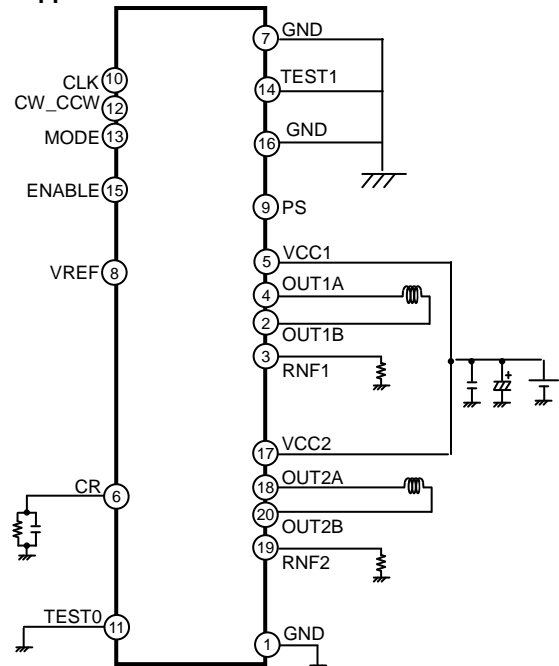 7 GND
10 CLK
14 TEST1
12 CW_CCW
13 MODE
16 GND
15 ENABLE
9 PS
5 VCC1
8 VREF
4 OUT1A
2 OUT1B
3 RNF1
+
17 VCC2
18 OUT2A
6 CR
20 OUT2B
19 RNF2
11 TEST0
1 GND